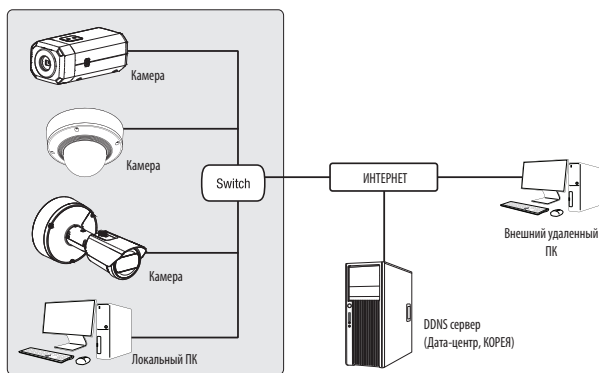 Камера
Камера
Switch
ИНТЕРНЕТ
Внешний удаленный
ПК
Камера
DDNS сервер
(Дата-центр, КОРЕЯ)
Локальный ПК